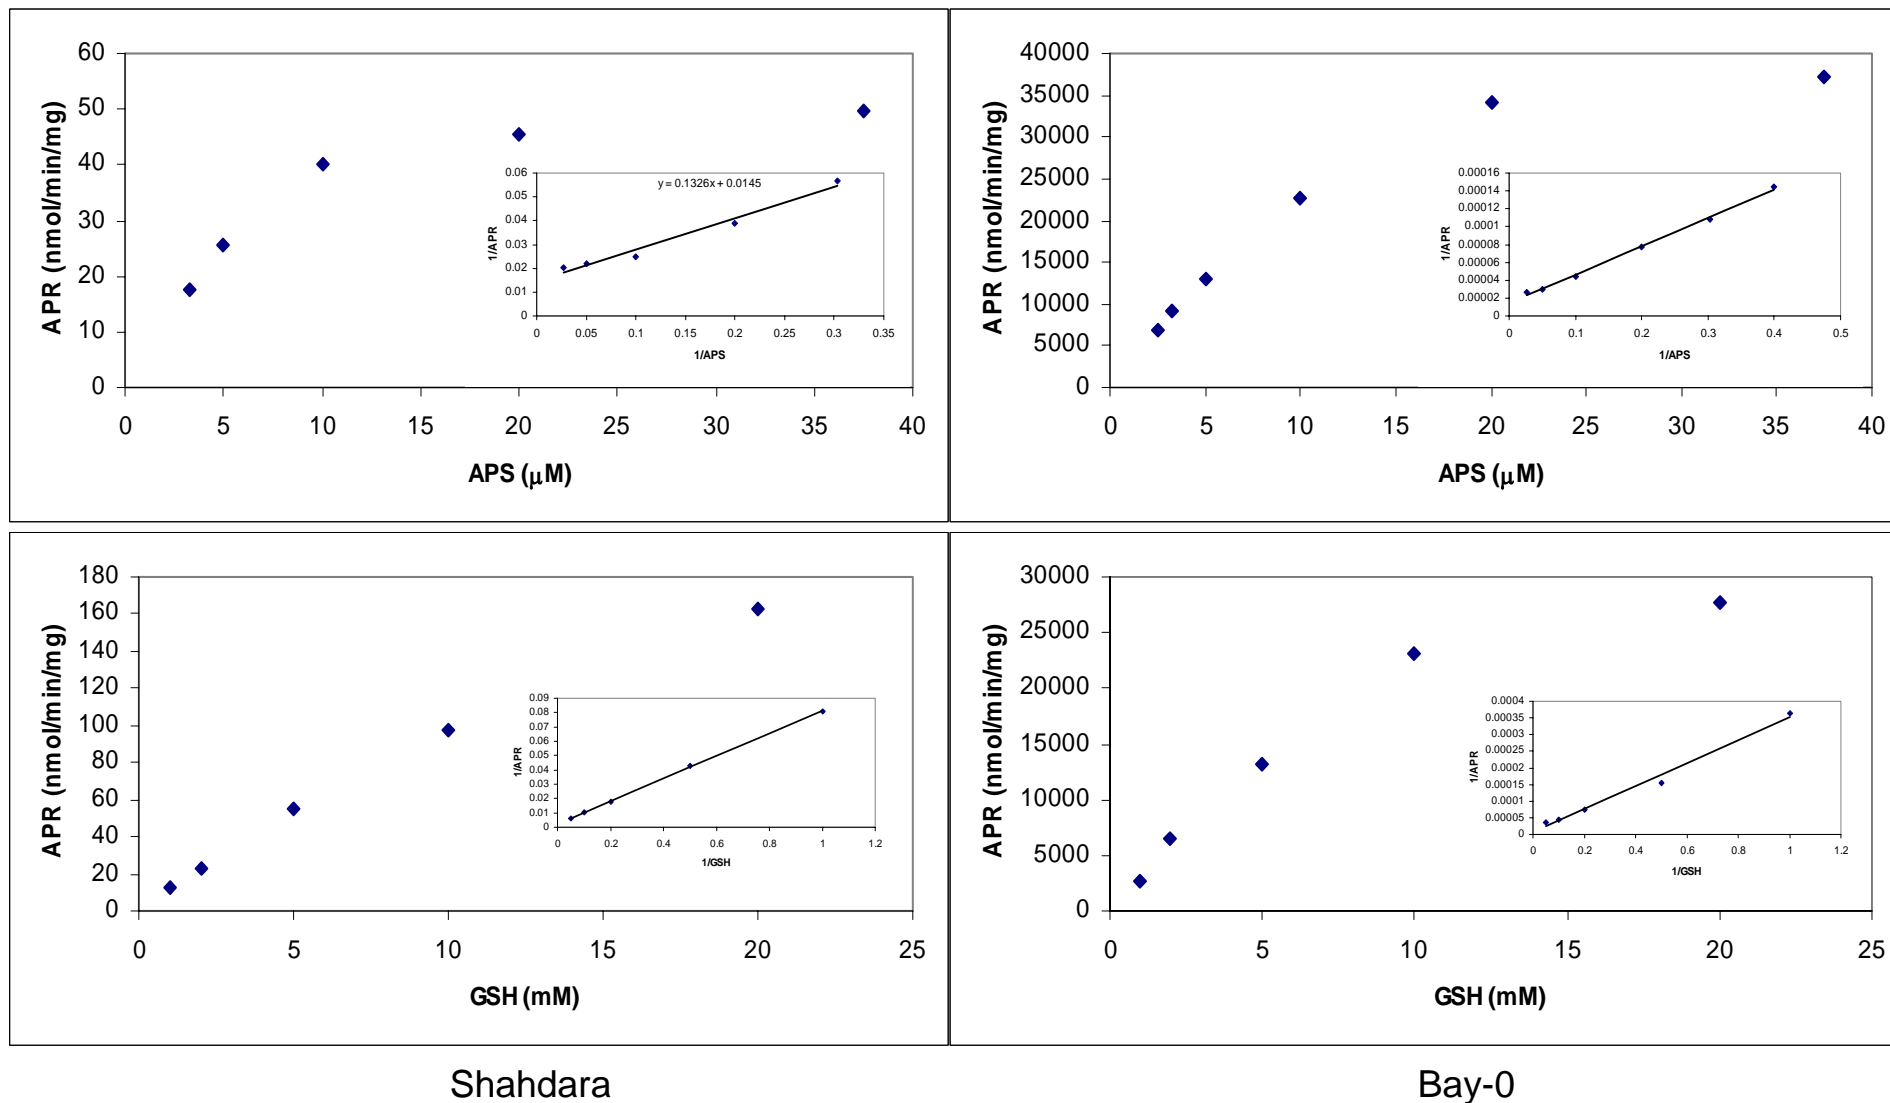 60
50
40
30
20
10
0
0 5 10 15 20 25 30 35 40
APR (nmol/min/mg)
APS (μM)
y = 0.1326x + 0.0145
0.06
0.05
0.04
0.03
0.02
0.01
0
0 0.05 0.1 0.15 0.2 0.25 0.3 0.35
1/APR
1/APS
40000
35000
30000
25000
20000
15000
10000
5000
0
0 5 10 15 20 25 30 35 40
APR (nmol/min/mg)
APS (μM)
0.00016
0.00014
0.00012
0.0001
0.00008
0.00006
0.00004
0.00002
0
0 0.1 0.2 0.3 0.4 0.5
1/APR
1/APS
180
160
140
120
100
80
60
40
20
0
0 5 10 15 20 25
APR (nmol/min/mg)
GSH (mM)
0.09
0.08
0.07
0.06
0.05
0.04
0.03
0.02
0.01
0
0 0.2 0.4 0.6 0.8 1 1.2
1/APR
1/GSH
30000
25000
20000
15000
10000
5000
0
0 5 10 15 20 25
APR (nmol/min/mg)
GSH (mM)
0.0004
0.00035
0.0003
0.00025
0.0002
0.00015
0.0001
0.00005
0
0 0.2 0.4 0.6 0.8 1 1.2
1/APR
1/GSH
Shahdara
Bay-0